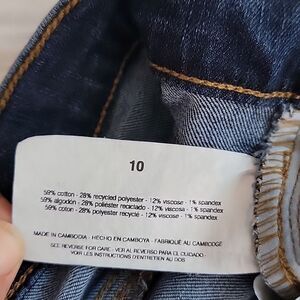 10
59% cotton - 28% recycled polyester - 12% viscose - 1% spandex
59% algodón - 28% poliéster reciclado - 12% viscosa - 1% spandex
59% coton - 28% polyester recyclé - 12% viscose - 1% spandex
MADE IN CAMBODIA - HECHO EN CAMBOYA - FABRIQUÉ AU CAMBODGE
SEE REVERSE FOR CARE - VER AL REVERSO PARA EL CUIDADO
VOIR LES INSTRUCTIONS D'ENTRETIEN AU DOS